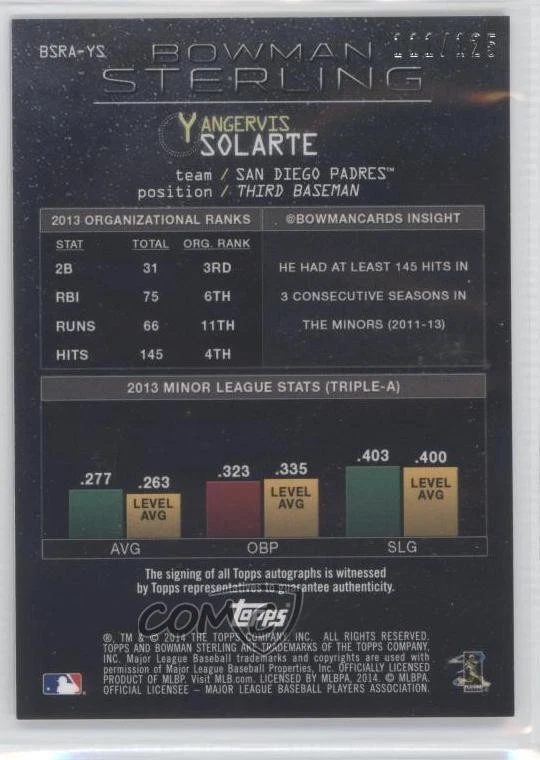 BSRA-YS
BOWMAN
STERLING
YANGERVIS
SOLARTE
team / SAN DIEGO PADRES™
position / THIRD BASEMAN
2013 ORGANIZATIONAL RANKS
STAT TOTAL ORG. RANK
2B 31 3RD
RBI 75 6TH
RUNS 66 11TH
HITS 145 4TH
@BOWMANCARDS INSIGHT
HE HAD AT LEAST 145 HITS IN
3 CONSECUTIVE SEASONS IN
THE MINORS (2011-13)
2013 MINOR LEAGUE STATS (TRIPLE-A)
.277 .263 .323 .335 .403 .400
LEVEL AVG LEVEL AVG LEVEL AVG
AVG OBP SLG
The signing of all Topps autographs is witnessed
by Topps representatives to guarantee authenticity.
COMC
topps
®, TM & © 2014 THE TOPPS COMPANY, INC. ALL RIGHTS RESERVED.
TOPPS AND BOWMAN STERLING ARE TRADEMARKS OF THE TOPPS COMPANY,
INC. Major League Baseball trademarks and copyrights are used with
permission of Major League Baseball Properties, Inc. OFFICIALLY LICENSED
PRODUCT OF MLBP. Visit MLB.com. LICENSED BY MLBPA, 2014. © MLBPA.
OFFICIAL LICENSEE – MAJOR LEAGUE BASEBALL PLAYERS ASSOCIATION.